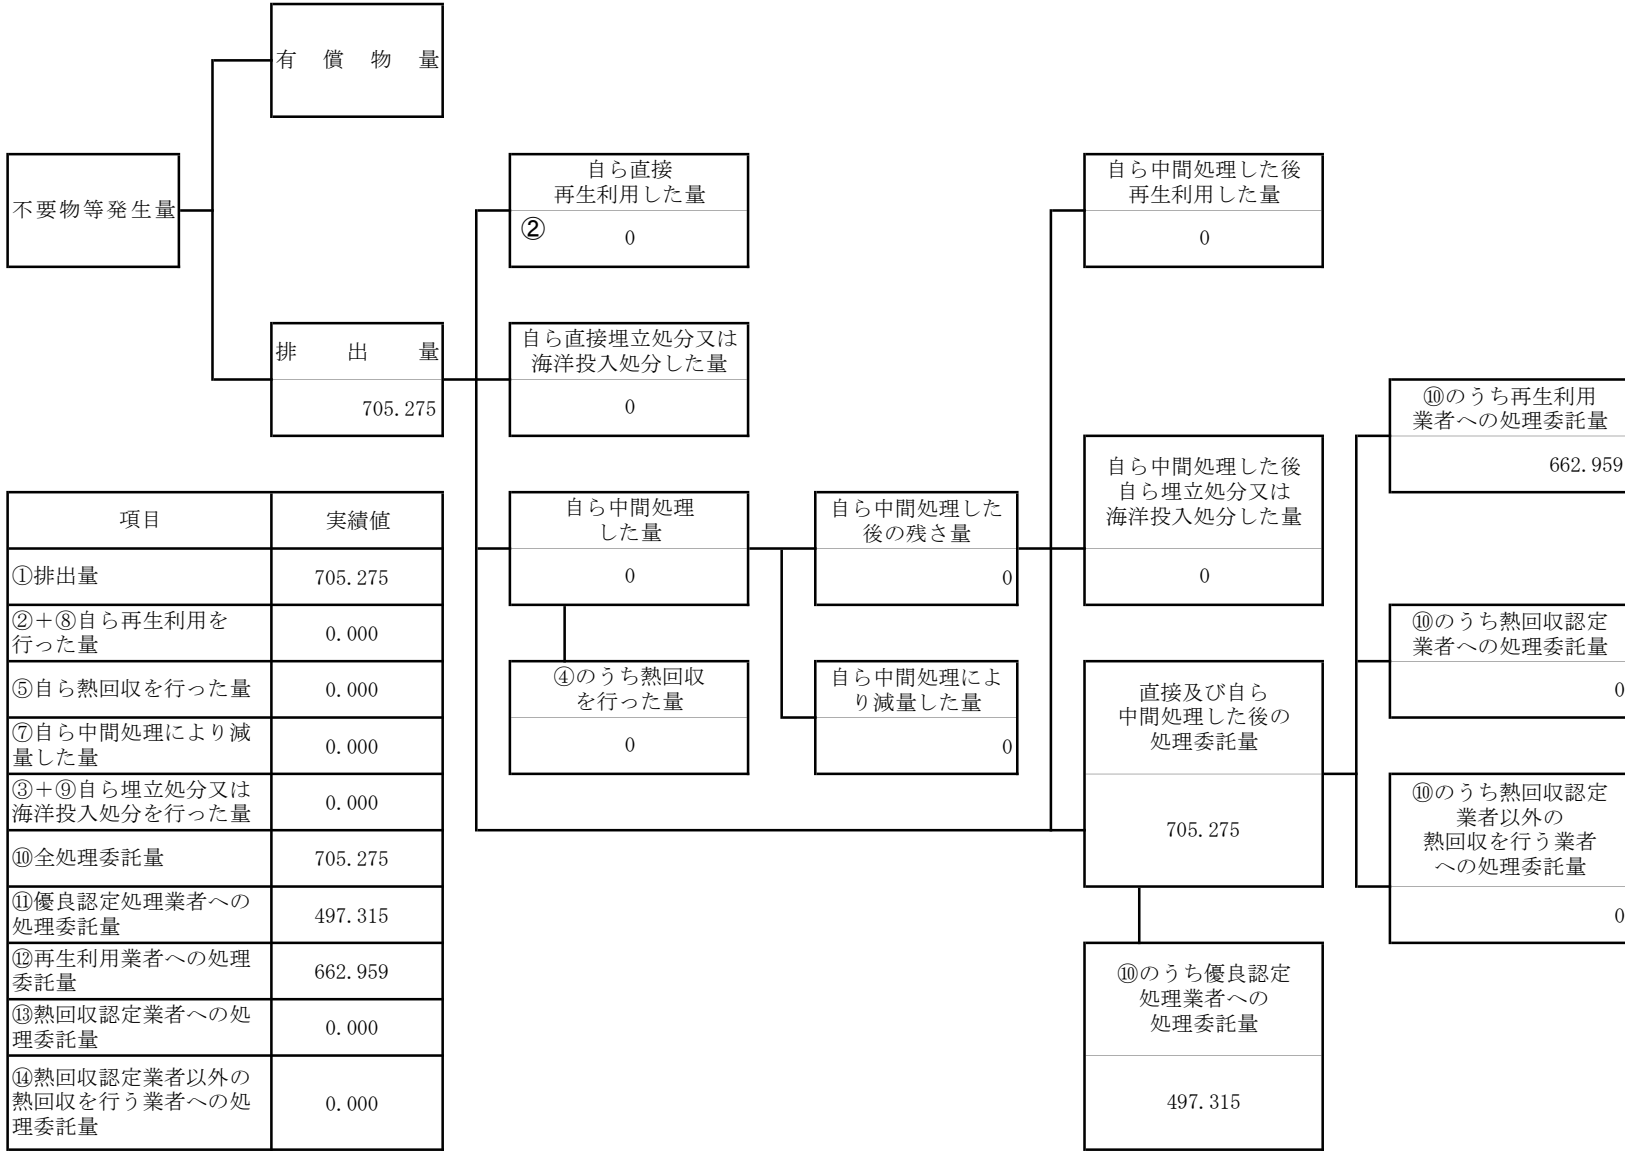 有償物量
不要物等発生量
自ら直接
再生利用した量
②
0
自ら中間処理した後
再生利用した量
0
排出量
705.275
自ら直接埋立処分又は
海洋投入処分した量
0
⑩のうち再生利用
業者への処理委託量
662.959
自ら中間処理
した量
0
自ら中間処理した
後の残さ量
0
自ら中間処理した後
自ら埋立処分又は
海洋投入処分した量
0
⑩のうち熱回収認定
業者への処理委託量
0
④のうち熱回収
を行った量
0
自ら中間処理によ
り減量した量
0
直接及び自ら
中間処理した後の
処理委託量
705.275
⑩のうち熱回収認定
業者以外の
熱回収を行う業者
への処理委託量
0
⑩のうち優良認定
処理業者への
処理委託量
497.315
項目 実績値
①排出量 705.275
②+⑧自ら再生利用を
行った量 0.000
⑤自ら熱回収を行った量 0.000
⑦自ら中間処理により減
量した量 0.000
③+⑨自ら埋立処分又は
海洋投入処分を行った量 0.000
⑩全処理委託量 705.275
⑪優良認定処理業者への
処理委託量 497.315
⑫再生利用業者への処理
委託量 662.959
⑬熱回収認定業者への処
理委託量 0.000
⑭熱回収認定業者以外の
熱回収を行う業者への処
理委託量 0.000